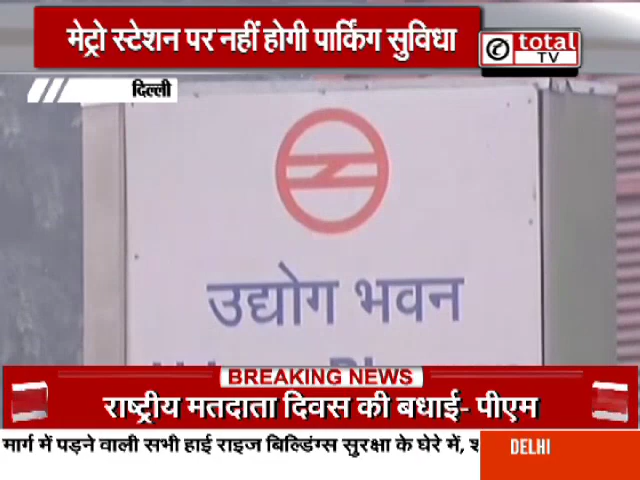 मेट्रो स्टेशन पर नहीं होगी पार्किंग सुविधा
total
TV
दिल्ली
उद्योग भवन
BREAKING NEWS
राष्ट्रीय मतदाता दिवस की बधाई- पीएम
मार्ग में पड़ने वाली सभी हाई राइज बिल्डिंग्स सुरक्षा के घेरे में,
DELHI